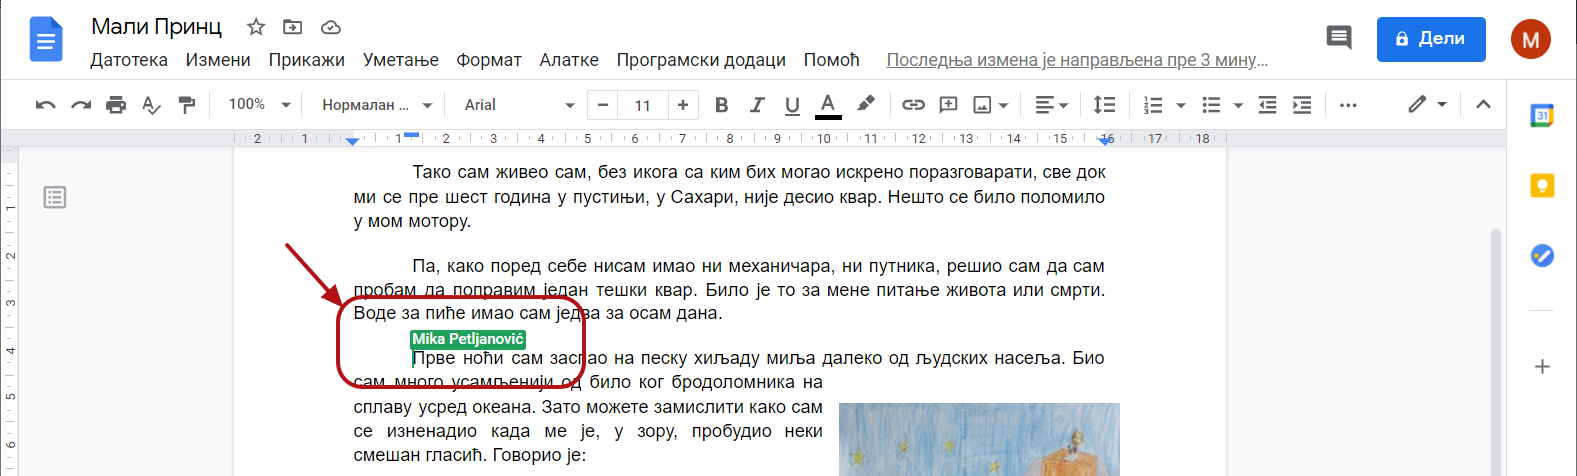 Мали Принц
Датотека Измени Прикажи Уметање Формат Алатке Програмски додаци Помоћ Последња измена је направљена пре 3 мину…
Дели
M
100% Нормалан ... Arial 11 B I U A
31
2 1 1 2 3 4 5 6 7 8 9 10 11 12 13 14 15 16 17 18
1
2
3
4
5
6
Тако сам живео сам, без икога са ким бих могао искрено поразговарати, све док
ми се пре шест година у пустињи, у Сахари, није десио квар. Нешто се било поломило
у мом мотору.
Па, како поред себе нисам имао ни механичара, ни путника, решио сам да сам
пробам да поправим један тешки квар. Било је то за мене питање живота или смрти.
Воде за пиће имао сам једва за осам дана.
Mika Petljanović
Прве ноћи сам заспао на песку хиљаду миља далеко од људских насеља. Био
сам много усамљенији од било ког бродоломника на
сплаву усред океана. Зато можете замислити како сам
се изненадио када ме је, у зору, пробудио неки
смешан гласић. Говорио је: